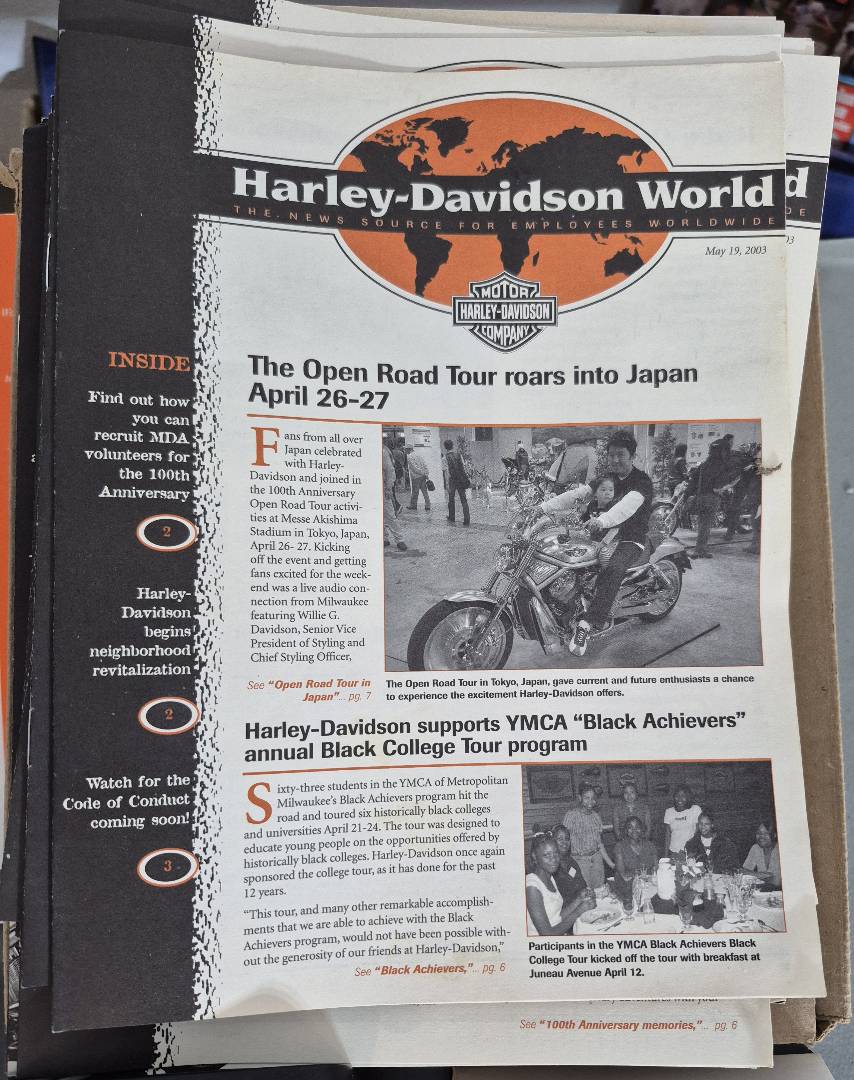 Harley-Davidson World
THE NEWS SOURCE FOR EMPLOYEES WORLDWIDE
d
DE
03
May 19, 2003
MOTOR
HARLEY-DAVIDSON
COMPANY
INSIDE
Find out how
you can
recruit MDA
volunteers for
the 100th
Anniversary
2
Harley-
Davidson
begins
neighborhood
revitalization
2
Watch for the
Code of Conduct
coming soon!
3
The Open Road Tour roars into Japan
April 26-27
Fans from all over
Japan celebrated
with Harley-
Davidson and joined in
the 100th Anniversary
Open Road Tour activi-
ties at Messe Akishima
Stadium in Tokyo, Japan,
April 26- 27. Kicking
off the event and getting
fans excited for the week-
end was a live audio con-
nection from Milwaukee
featuring Willie G.
Davidson, Senior Vice
President of Styling and
Chief Styling Officer,
See "Open Road Tour in
Japan"... pg. 7
The Open Road Tour in Tokyo, Japan, gave current and future enthusiasts a chance
to experience the excitement Harley-Davidson offers.
Harley-Davidson supports YMCA "Black Achievers"
annual Black College Tour program
Sixty-three students in the YMCA of Metropolitan
Milwaukee's Black Achievers program hit the
road and toured six historically black colleges
and universities April 21-24. The tour was designed to
educate young people on the opportunities offered by
historically black colleges. Harley-Davidson once again
sponsored the college tour, as it has done for the past
12 years.
"This tour, and many other remarkable accomplish-
ments that we are able to achieve with the Black
Achievers program, would not have been possible with-
out the generosity of our friends at Harley-Davidson,"
See "Black Achievers,"... pg. 6
Participants in the YMCA Black Achievers Black
College Tour kicked off the tour with breakfast at
Juneau Avenue April 12.
See "100th Anniversary memories,"... pg. 6